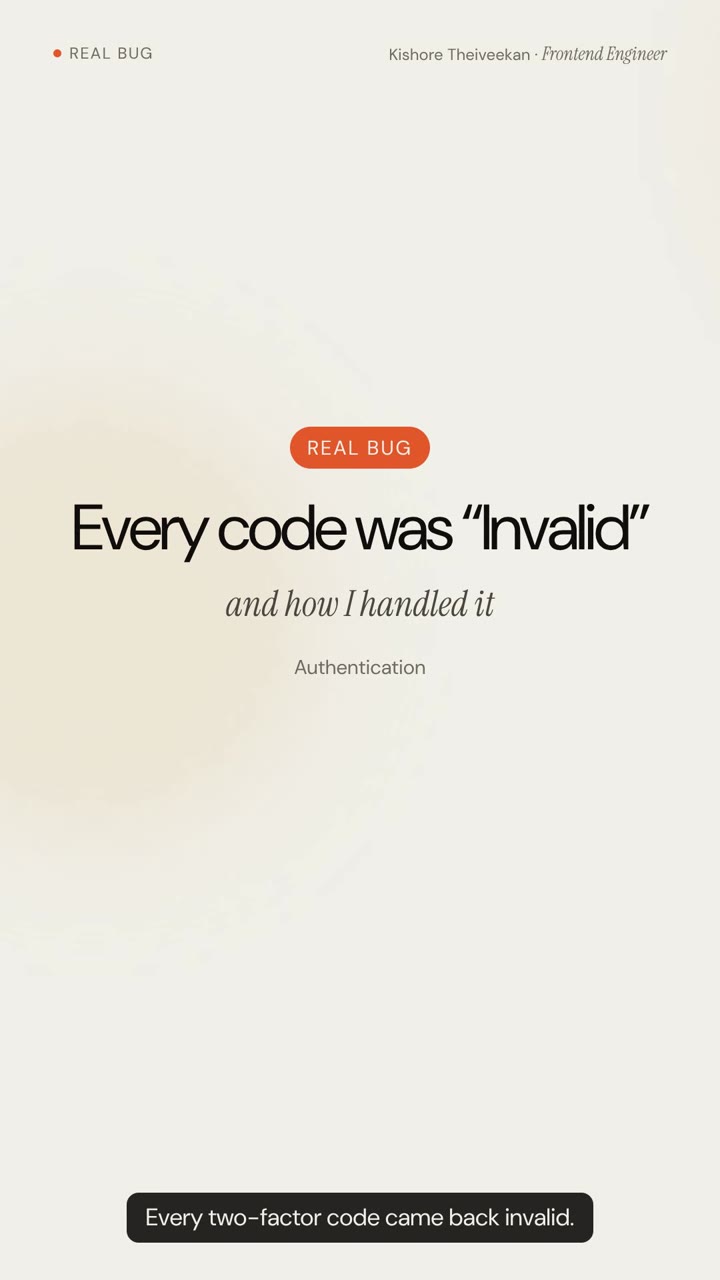 REAL BUG
Kishore Theiveekan · Frontend Engineer
REAL BUG
Every code was “Invalid”
and how I handled it
Authentication
Every two-factor code came back invalid.